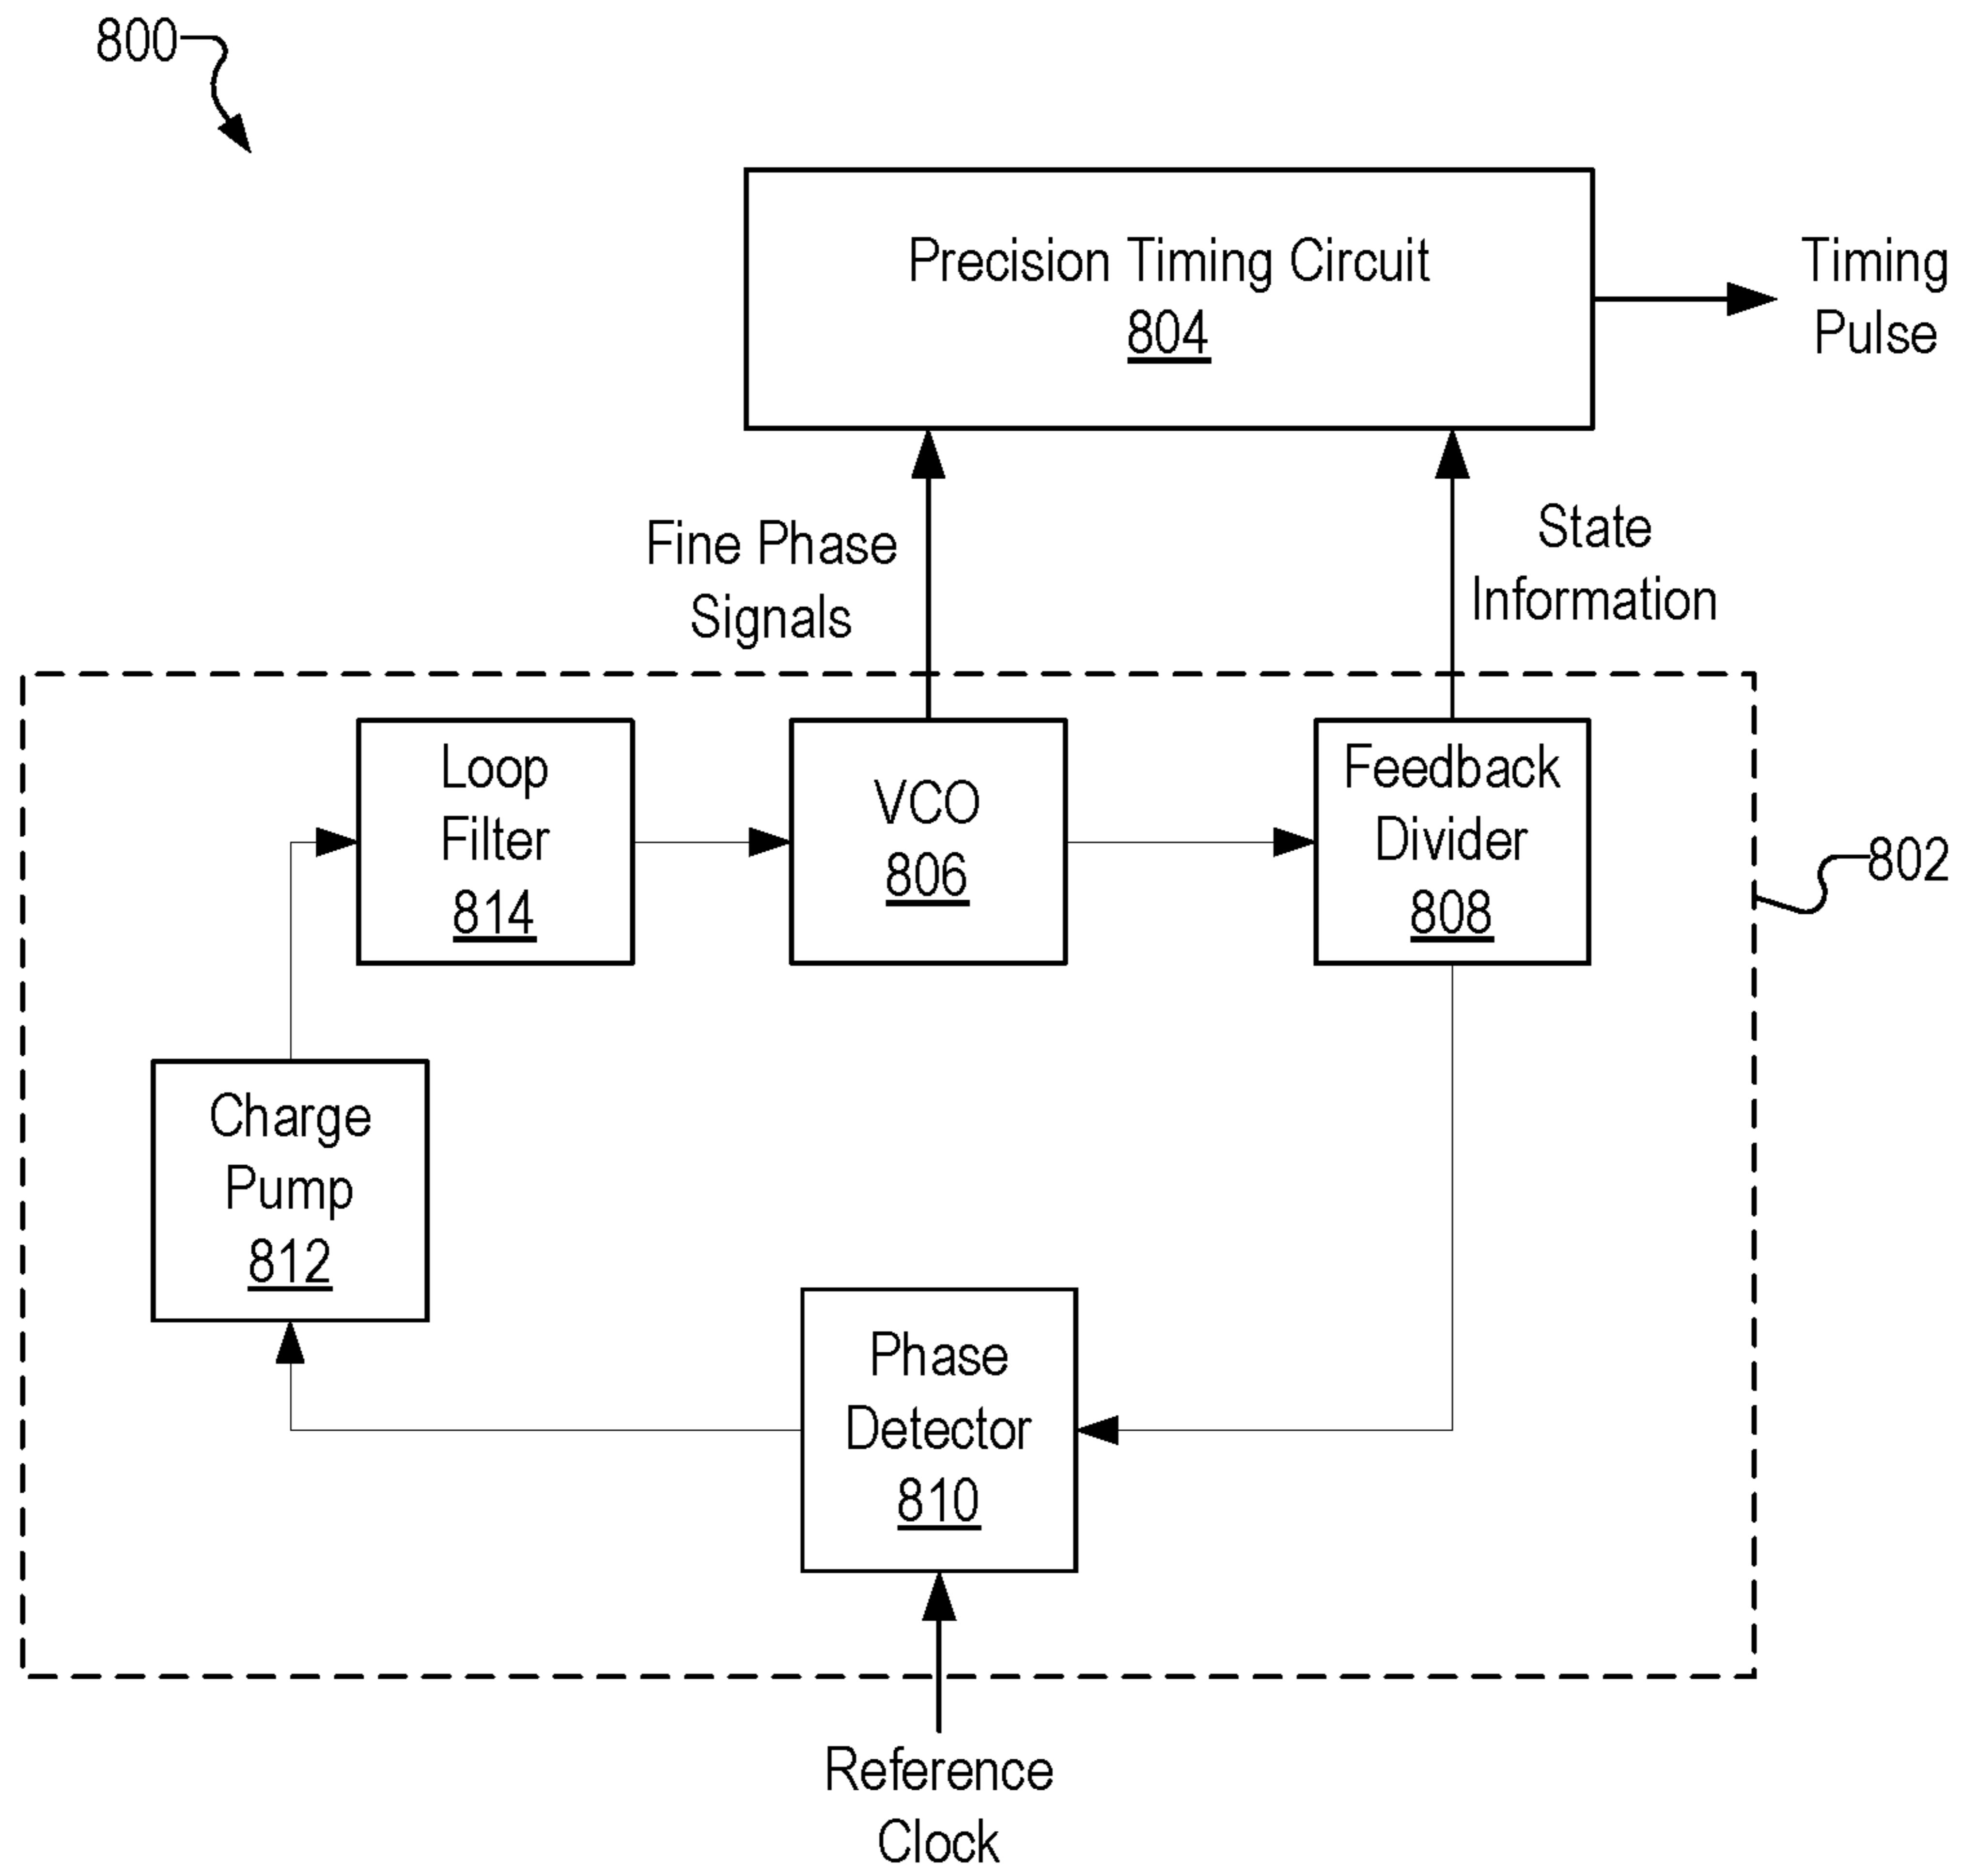 800
Precision Timing Circuit
804
Timing
Pulse
Fine Phase
Signals
State
Information
Loop
Filter
814
VCO
806
Feedback
Divider
808
802
Charge
Pump
812
Phase
Detector
810
Reference
Clock